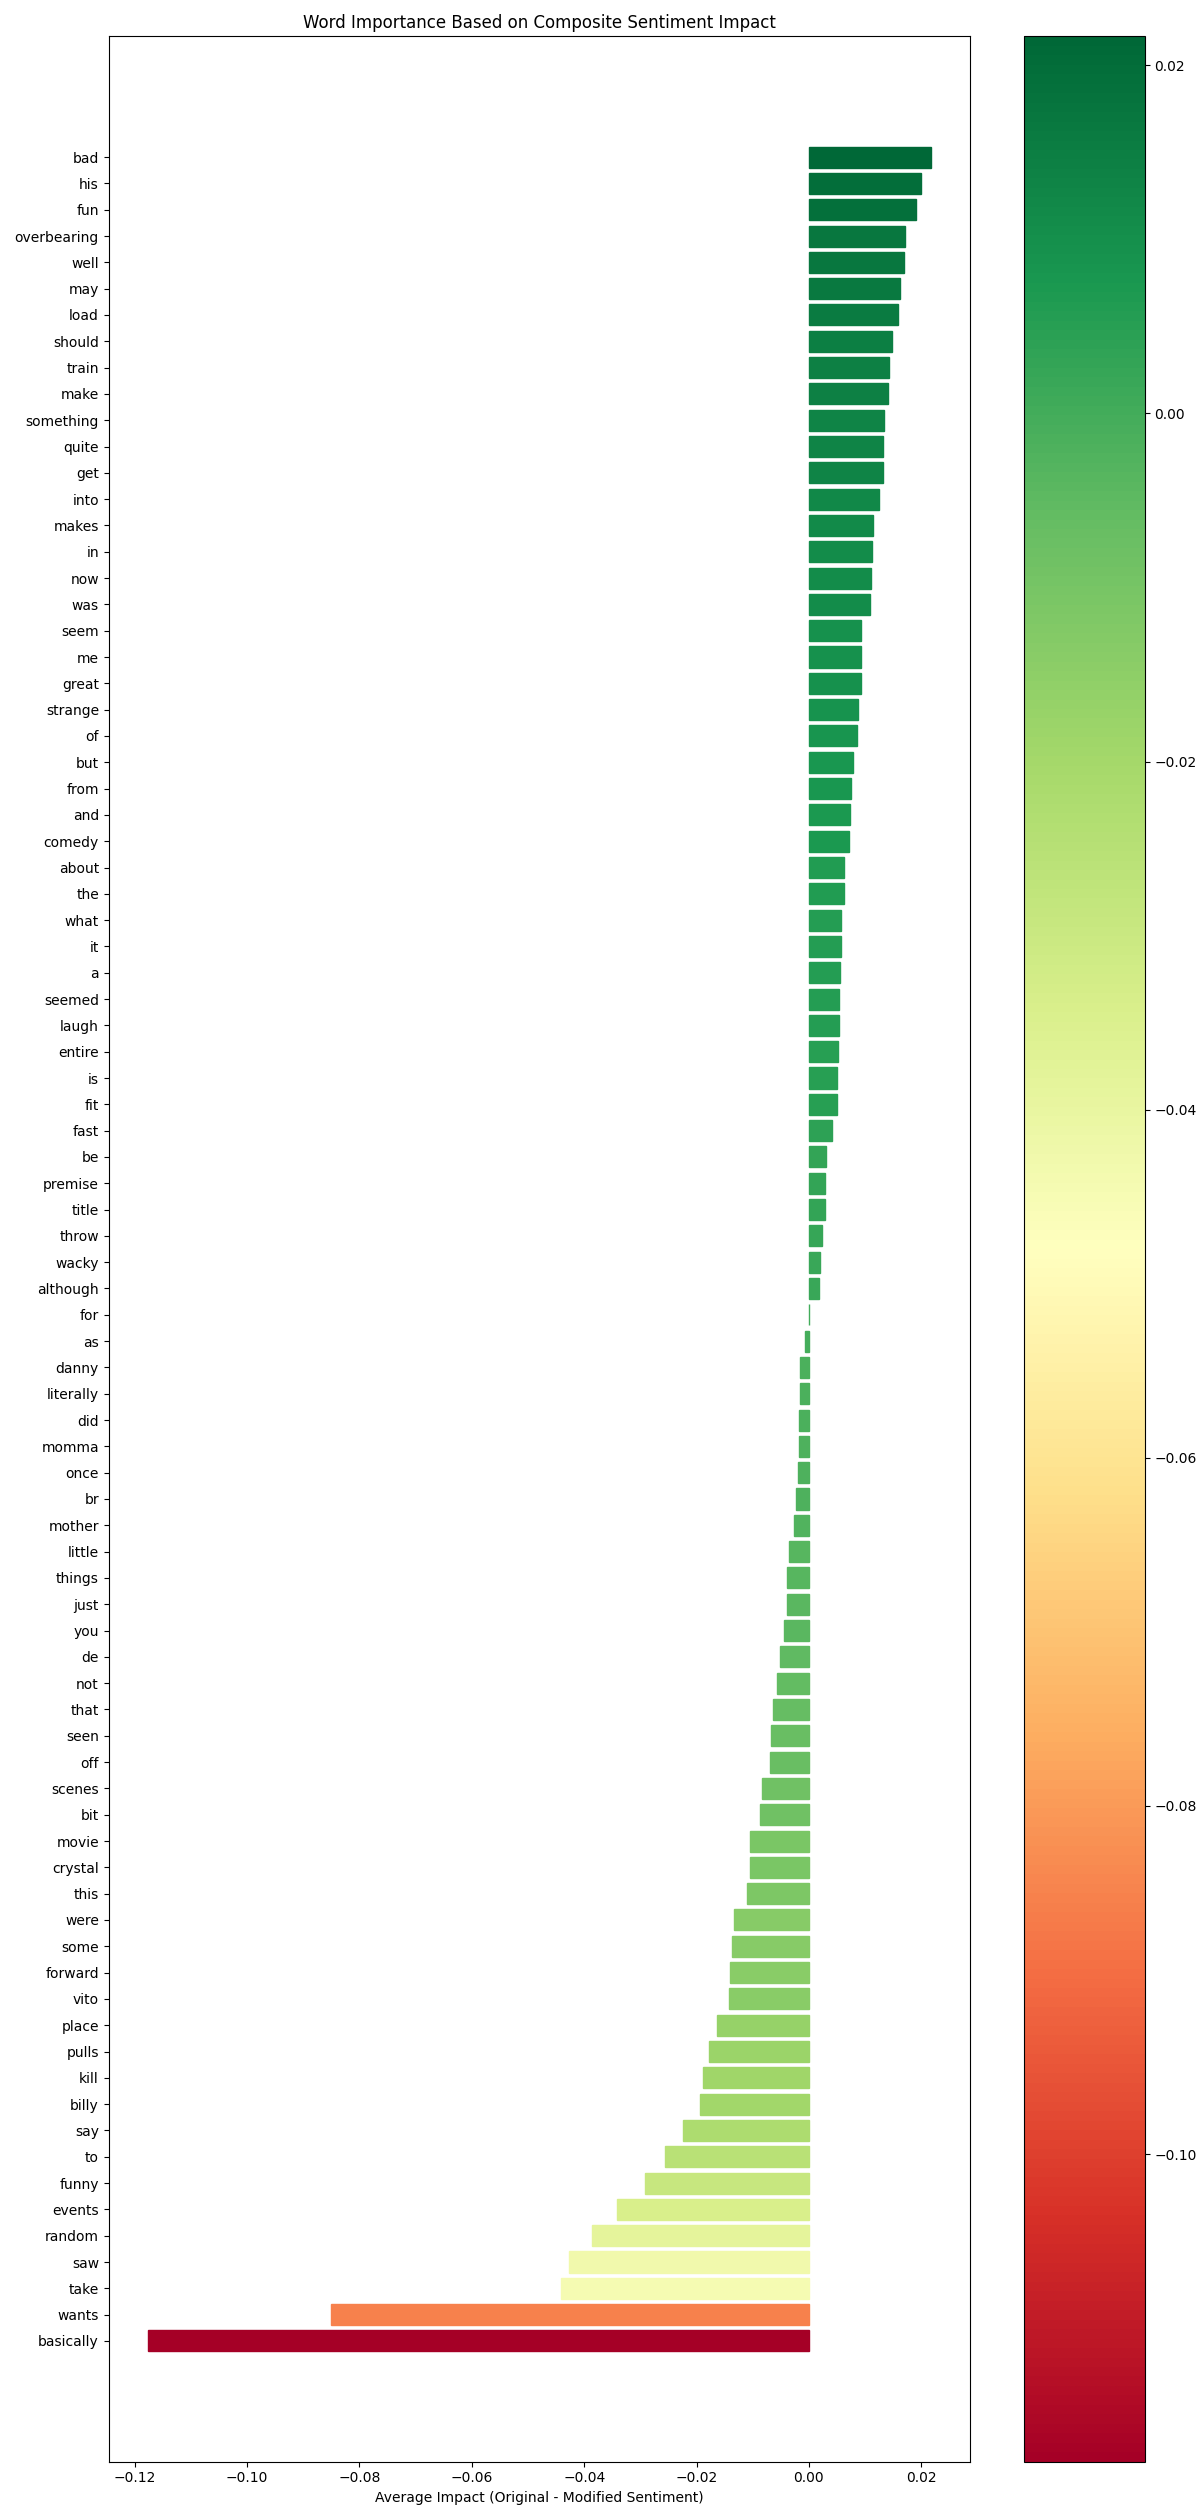 Word Importance Based on Composite Sentiment Impact
bad
his
fun
overbearing
well
may
load
should
train
make
something
quite
get
into
makes
in
now
was
seem
me
great
strange
of
but
from
and
comedy
about
the
what
it
a
seemed
laugh
entire
is
fit
fast
be
premise
title
throw
wacky
although
for
as
danny
literally
did
momma
once
br
mother
little
things
just
you
de
not
that
seen
off
scenes
bit
movie
crystal
this
were
some
forward
vito
place
pulls
kill
billy
say
to
funny
events
random
saw
take
wants
basically
−0.12 −0.10 −0.08 −0.06 −0.04 −0.02 0.00 0.02
Average Impact (Original - Modified Sentiment)
0.02
0.00
−0.02
−0.04
−0.06
−0.08
−0.10